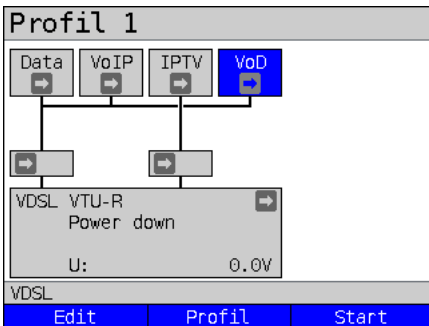 Profil 1
Data VoIP IPTV VoD
VDSL VTU-R
Power down
U: 0.0V
VDSL
Edit Profil Start